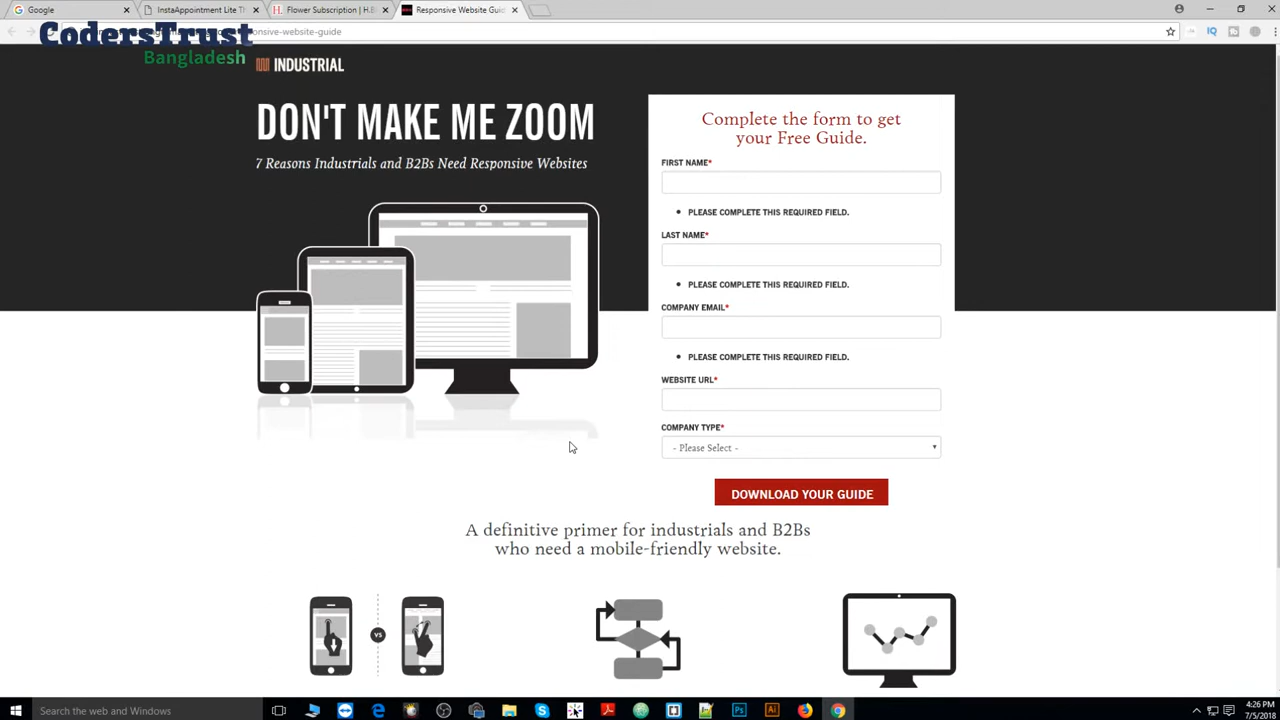 Google
InstaAppointment Lite Th
Flower Subscription | H.B
Responsive Website Guid
CodersTrust
Bangladesh
onsive-website-guide
INDUSTRIAL
DON'T MAKE ME ZOOM
7 Reasons Industrials and B2Bs Need Responsive Websites
Complete the form to get
your Free Guide.
FIRST NAME*
PLEASE COMPLETE THIS REQUIRED FIELD.
LAST NAME*
PLEASE COMPLETE THIS REQUIRED FIELD.
COMPANY EMAIL*
PLEASE COMPLETE THIS REQUIRED FIELD.
WEBSITE URL*
COMPANY TYPE*
- Please Select -
DOWNLOAD YOUR GUIDE
A definitive primer for industrials and B2Bs
who need a mobile-friendly website.
VS
Search the web and Windows
4:26 PM
7/5/2018